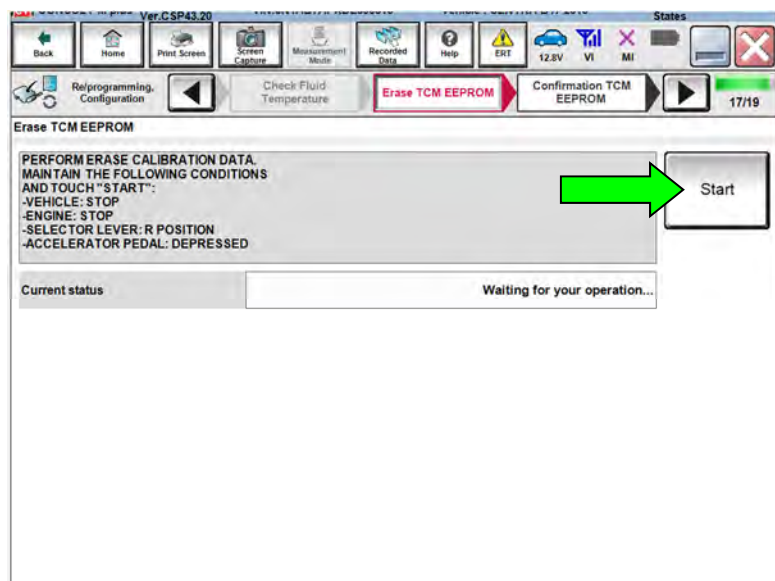 Ver.CSP43.20
States
Back
Home
Print Screen
Screen
Capture
Measurement
Mode
Recorded
Data
Help
ERT
12.8V
VI
MI
Re/programming,
Configuration
Check Fluid
Temperature
Erase TCM EEPROM
Confirmation TCM
EEPROM
17/19
Erase TCM EEPROM
PERFORM ERASE CALIBRATION DATA.
MAINTAIN THE FOLLOWING CONDITIONS
AND TOUCH "START":
-VEHICLE: STOP
-ENGINE: STOP
-SELECTOR LEVER: R POSITION
-ACCELERATOR PEDAL: DEPRESSED
Start
Current status
Waiting for your operation...